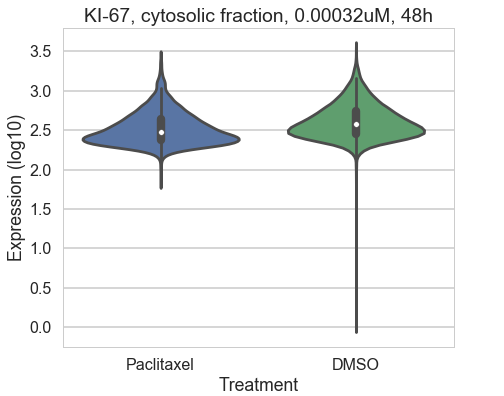 KI-67, cytosolic fraction, 0.00032uM, 48h
Expression (log10)
3.5
3.0
2.5
2.0
1.5
1.0
0.5
0.0
Paclitaxel DMSO
Treatment